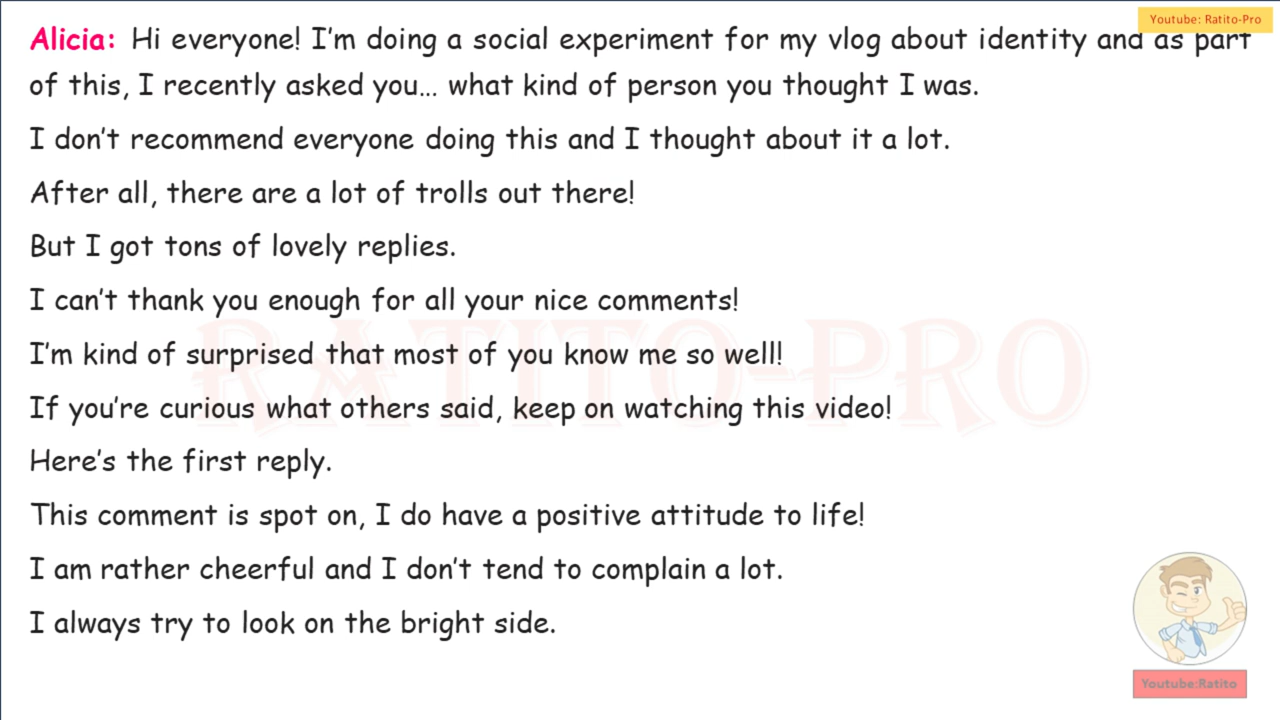 Youtube: Ratito-Pro
Alicia: Hi everyone! I'm doing a social experiment for my vlog about identity and as part
of this, I recently asked you... what kind of person you thought I was.
I don't recommend everyone doing this and I thought about it a lot.
After all, there are a lot of trolls out there!
But I got tons of lovely replies.
I can't thank you enough for all your nice comments!
I'm kind of surprised that most of you know me so well!
RATITO-PRO
If you're curious what others said, keep on watching this video!
Here's the first reply.
This comment is spot on, I do have a positive attitude to life!
I am rather cheerful and I don't tend to complain a lot.
I always try to look on the bright side.
Youtube:Ratito